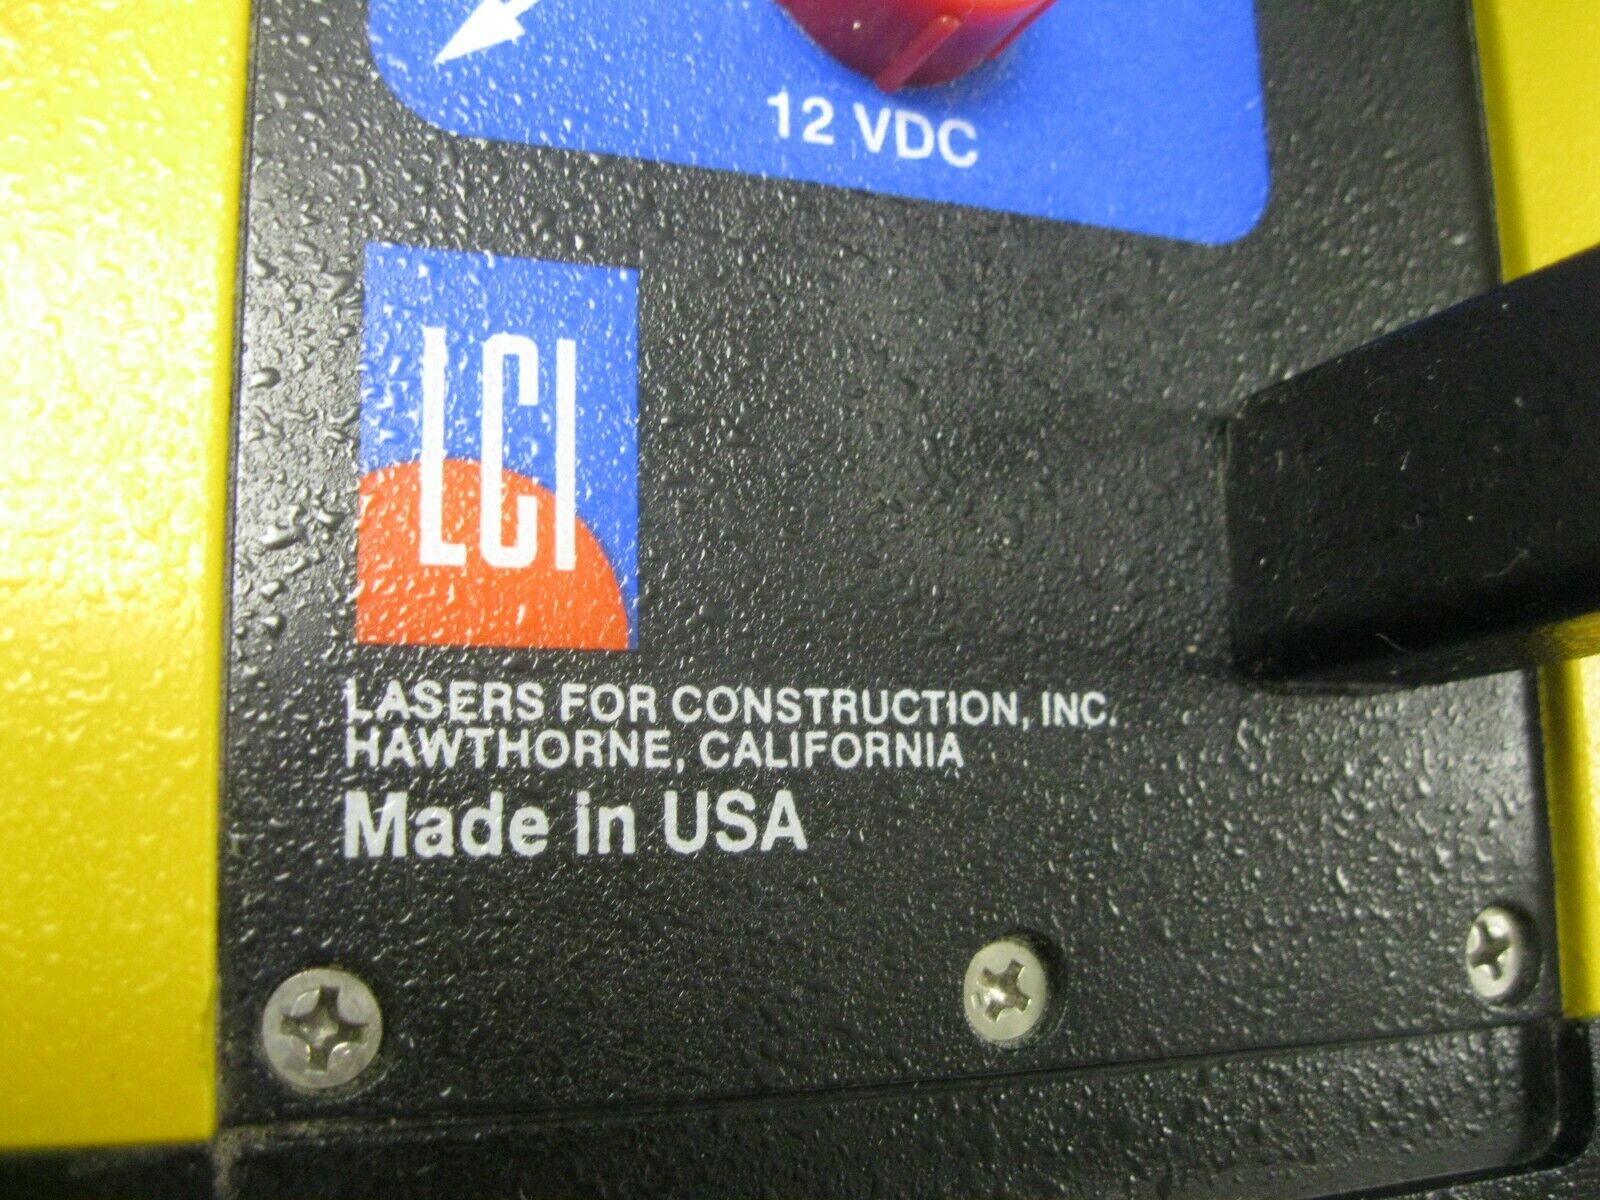 12 VDC
LCI
LASERS FOR CONSTRUCTION, INC.
HAWTHORNE, CALIFORNIA
Made in USA